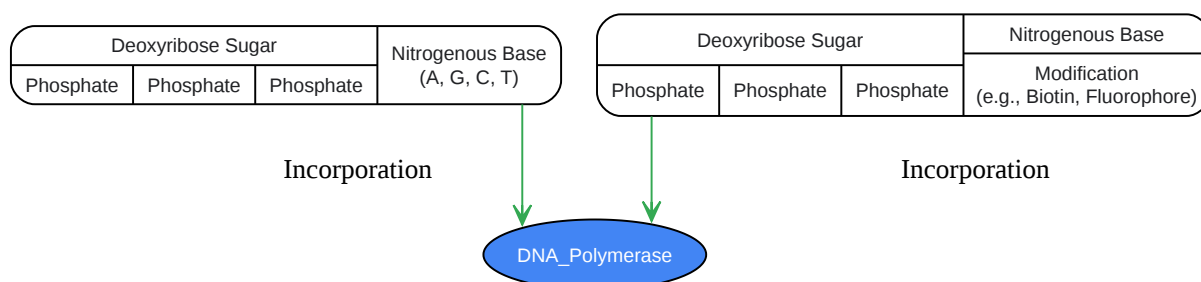 Deoxyribose Sugar
Phosphate
Phosphate
Phosphate
Nitrogenous Base
(A, G, C, T)
Deoxyribose Sugar
Phosphate
Phosphate
Phosphate
Nitrogenous Base
Modification
(e.g., Biotin, Fluorophore)
Incorporation
Incorporation
DNA_Polymerase